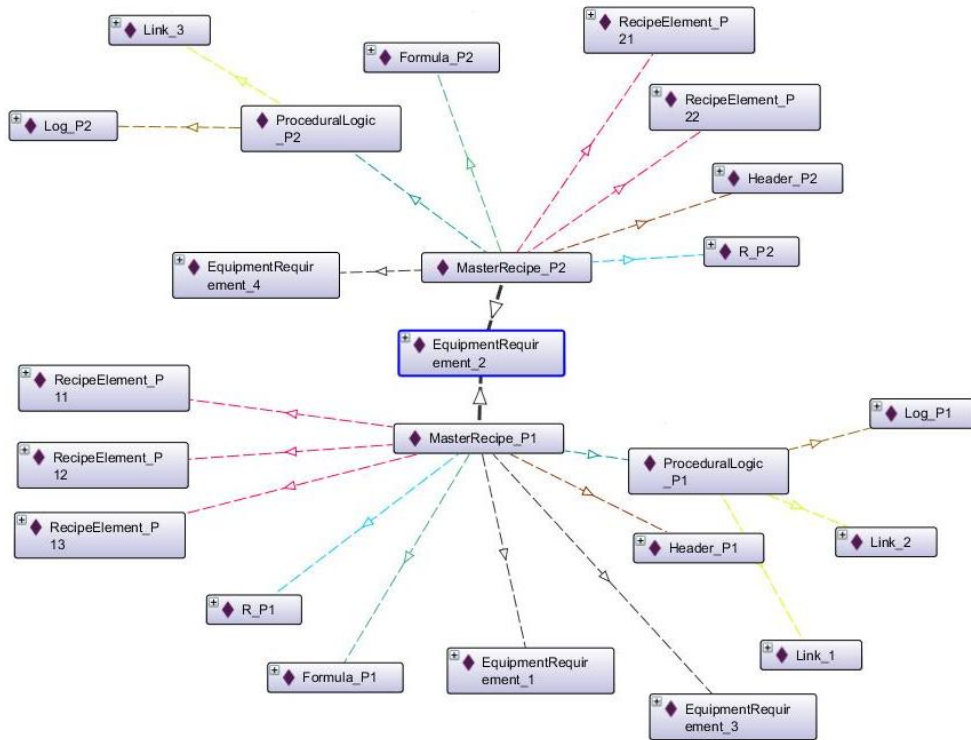 Link_3
RecipeElement_P
21
Formula_P2
RecipeElement_P
22
Log_P2
ProceduralLogic
_P2
Header_P2
R_P2
EquipmentRequir
ement_4
MasterRecipe_P2
EquipmentRequir
ement_2
RecipeElement_P
11
Log_P1
MasterRecipe_P1
RecipeElement_P
12
ProceduralLogic
_P1
RecipeElement_P
13
Header_P1
Link_2
R_P1
Formula_P1
EquipmentRequir
ement_1
Link_1
EquipmentRequir
ement_3